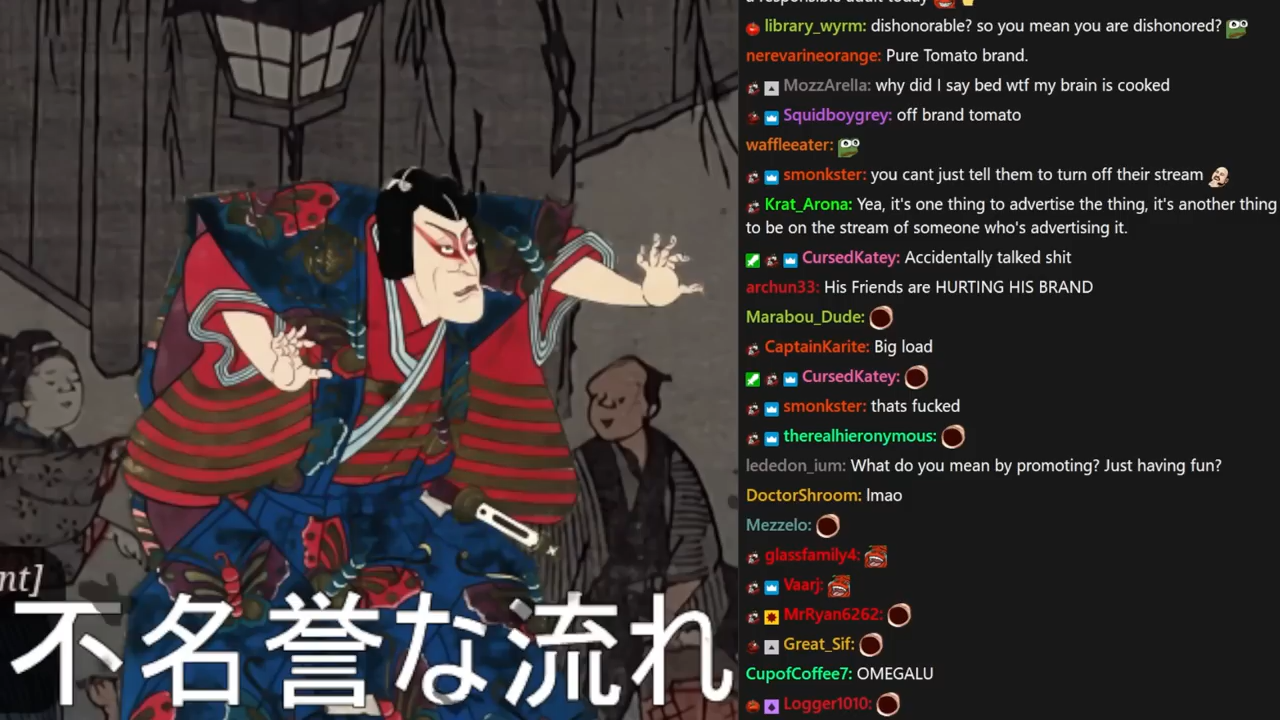 nt]
不名誉な流れ
a responsible adult today
library_wyrm: dishonorable? so you mean you are dishonored?
nerevarineorange: Pure Tomato brand.
MozzArella: why did I say bed wtf my brain is cooked
Squidboygrey: off brand tomato
waffleeater:
smonkster: you cant just tell them to turn off their stream
Krat_Arona: Yea, it's one thing to advertise the thing, it's another thing
to be on the stream of someone who's advertising it.
CursedKatey: Accidentally talked shit
archun33: His Friends are HURTING HIS BRAND
Marabou_Dude:
CaptainKarite: Big load
CursedKatey:
smonkster: thats fucked
therealhieronymous:
lededon_ium: What do you mean by promoting? Just having fun?
DoctorShroom: lmao
Mezzelo:
glassfamily4:
Vaarj:
MrRyan6262:
Great_Sif:
CupofCoffee7: OMEGALU
Logger1010: